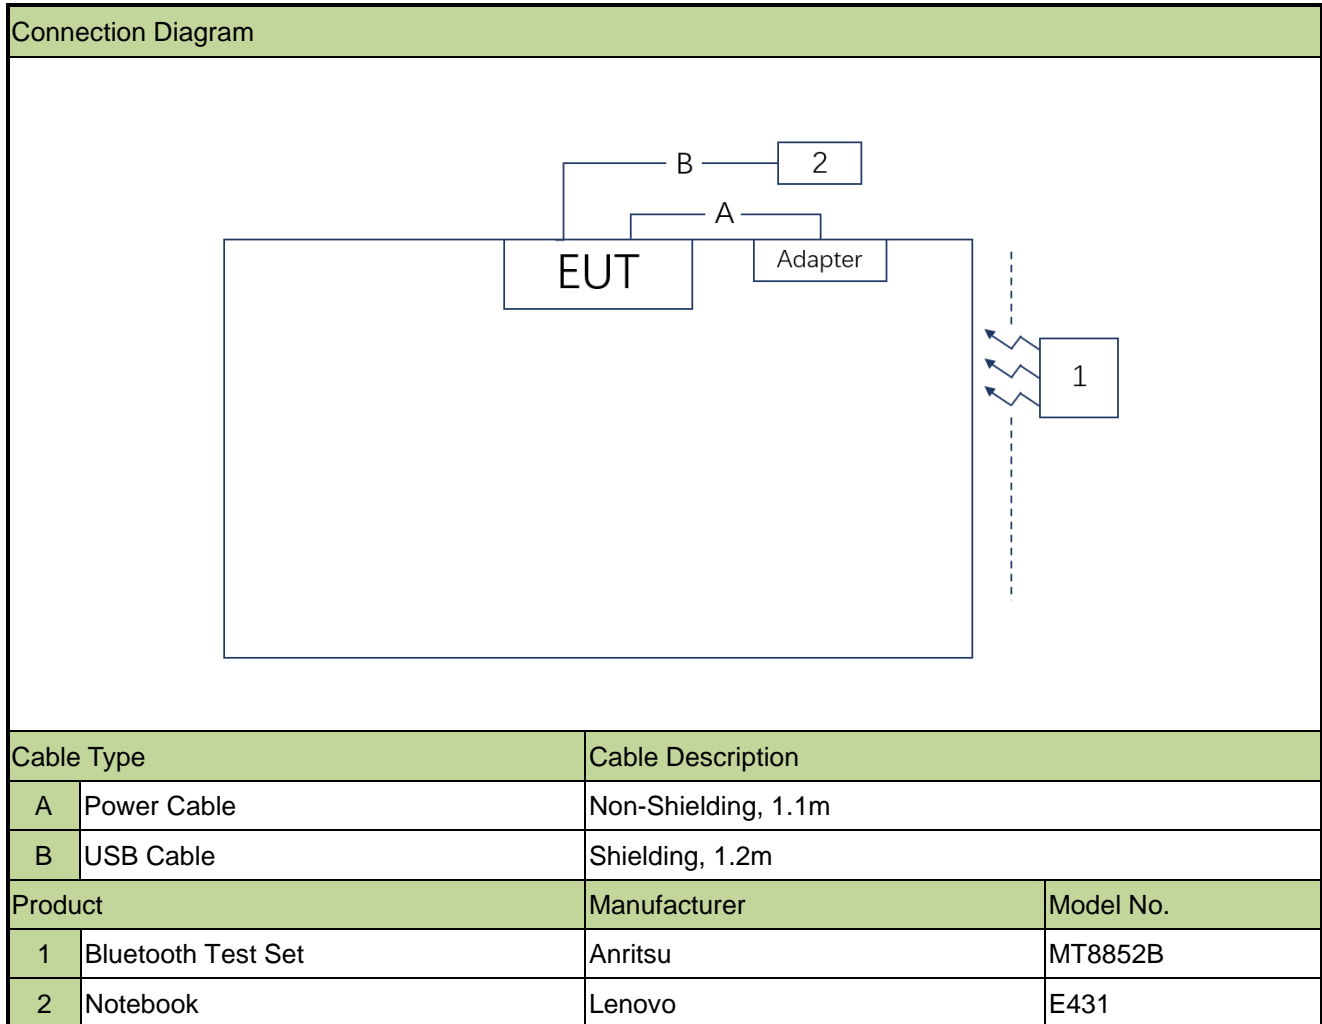 Connection Diagram
B
2
A
EUT
Adapter
1
Cable Type Cable Description
A Power Cable Non-Shielding, 1.1m
B USB Cable Shielding, 1.2m
Product Manufacturer Model No.
1 Bluetooth Test Set Anritsu MT8852B
2 Notebook Lenovo E431